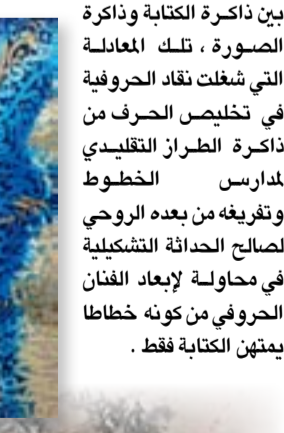 بين ذاكرة الكتابة وذاكرة
الصورة ، تلك المعادلة
التي شغلت نقاد الحروفية
في تخليص الحرف من
ذاكرة الطراز التقليدي
لمدارس الخطوط
وتفريغه من بعده الروحي
لصالح الحداثة التشكيلية
في محاولة لإبعاد الفنان
الحروفي من كونه خطاطا
يمتهن الكتابة فقط .